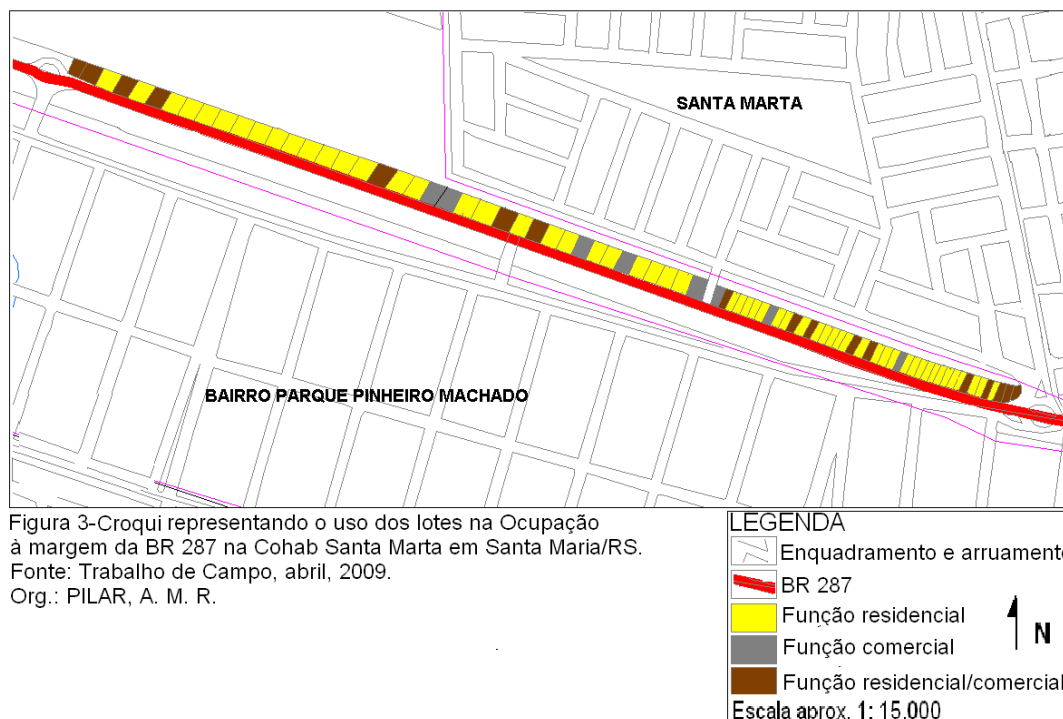 SANTA MARTA
BAIRRO PARQUE PINHEIRO MACHADO
Figura 3-Croqui representando o uso dos lotes na Ocupação
à margem da BR 287 na Cohab Santa Marta em Santa Maria/RS.
Fonte: Trabalho de Campo, abril, 2009.
Org.: PILAR, A. M. R.
LEGENDA
Enquadramento e arruament
BR 287
Função residencial
Função comercial
N
Função residencial/comercial
Escala aprox. 1: 15.000